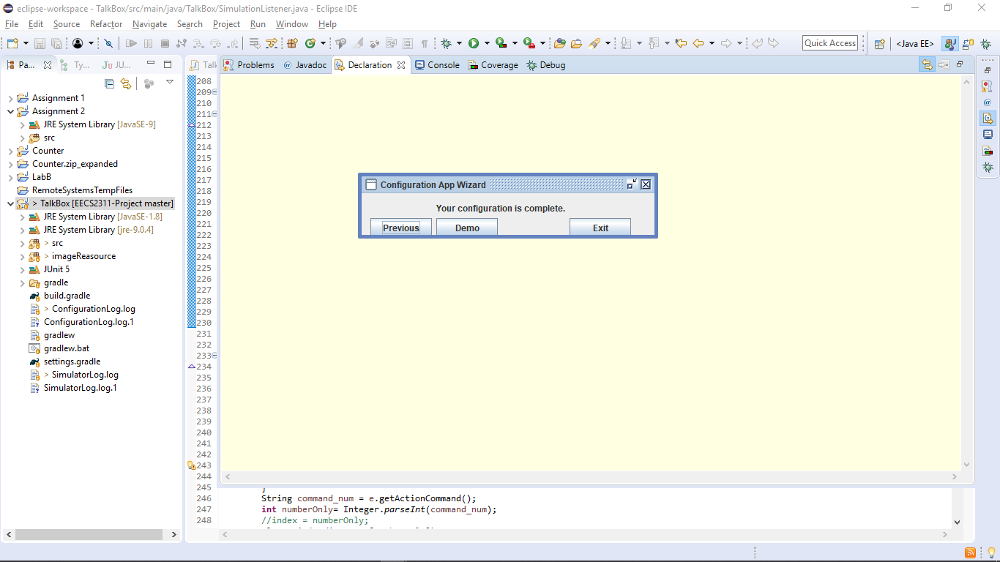 eclipse-workspace - TalkBox/src/main/java/TalkBox/SimulationListener.java - Eclipse IDE
File Edit Source Refactor Navigate Search Project Run Window Help
Quick Access
<Java EE>
Pa...
Ty...
JU...
Talk
Problems
@ Javadoc
Declaration
Console
Coverage
Debug
Assignment 1
Assignment 2
JRE System Library [JavaSE-9]
src
Counter
Counter.zip_expanded
LabB
RemoteSystemsTempFiles
> TalkBox [EECS2311-Project master]
JRE System Library [JavaSE-1.8]
JRE System Library [jre-9.0.4]
> src
> imageReasource
JUnit 5
gradle
build.gradle
> ConfigurationLog.log
ConfigurationLog.log.1
gradlew
gradlew.bat
settings.gradle
> SimulatorLog.log
SimulatorLog.log.1
208
209
210
211
212
213
214
215
216
217
218
219
220
221
222
223
224
225
226
227
228
229
230
231
232
233
234
235
236
237
238
239
240
241
242
243
244
245 }
246 String command_num = e.getActionCommand();
247 int numberOnly= Integer.parseInt(command_num);
248 //index = numberOnly;
Configuration App Wizard
Your configuration is complete.
Previous Demo Exit